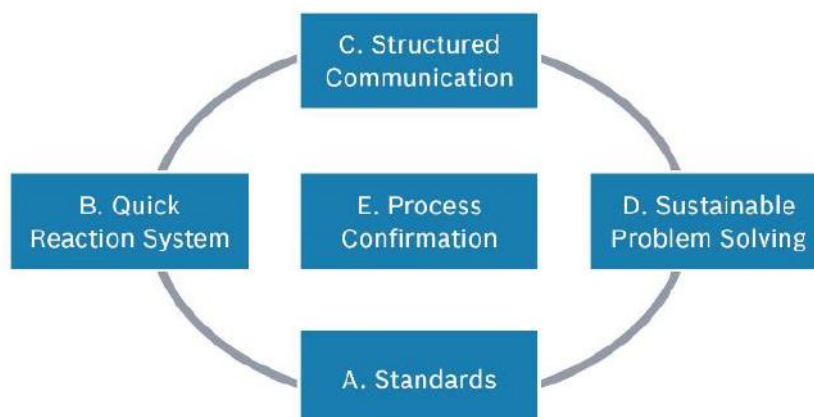 C. Structured
Communication
B. Quick
Reaction System
E. Process
Confirmation
D. Sustainable
Problem Solving
A. Standards